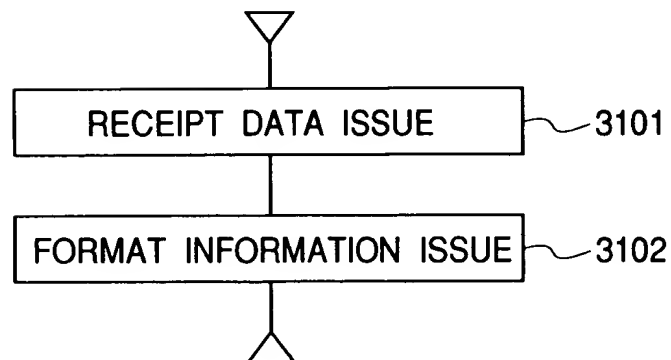 RECEIPT DATA ISSUE 3101
FORMAT INFORMATION ISSUE 3102